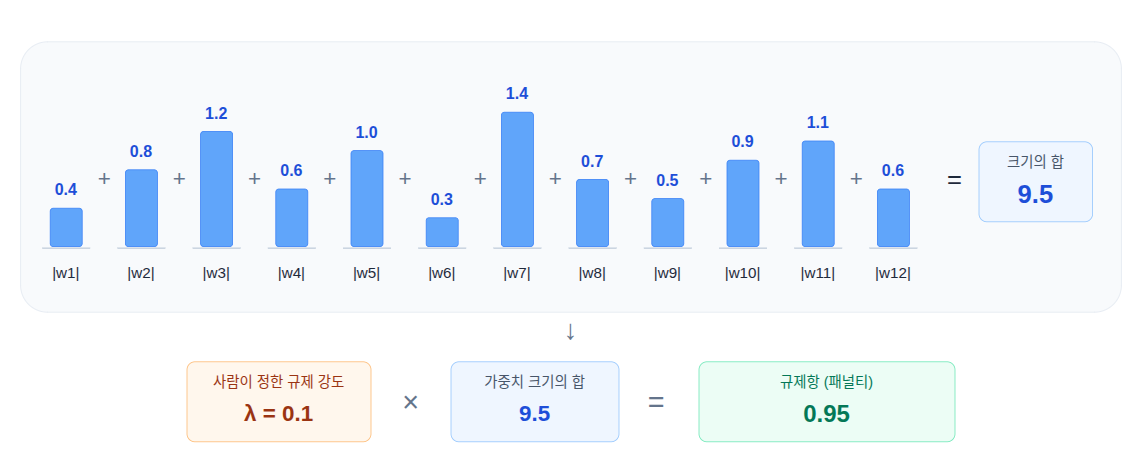 0.4 + 0.8 + 1.2 + 0.6 + 1.0 + 0.3 + 1.4 + 0.7 + 0.5 + 0.9 + 1.1 + 0.6 =
크기의 합
9.5
|w1| |w2| |w3| |w4| |w5| |w6| |w7| |w8| |w9| |w10| |w11| |w12|
↓
사람이 정한 규제 강도
λ = 0.1
×
가중치 크기의 합
9.5
=
규제항 (패널티)
0.95